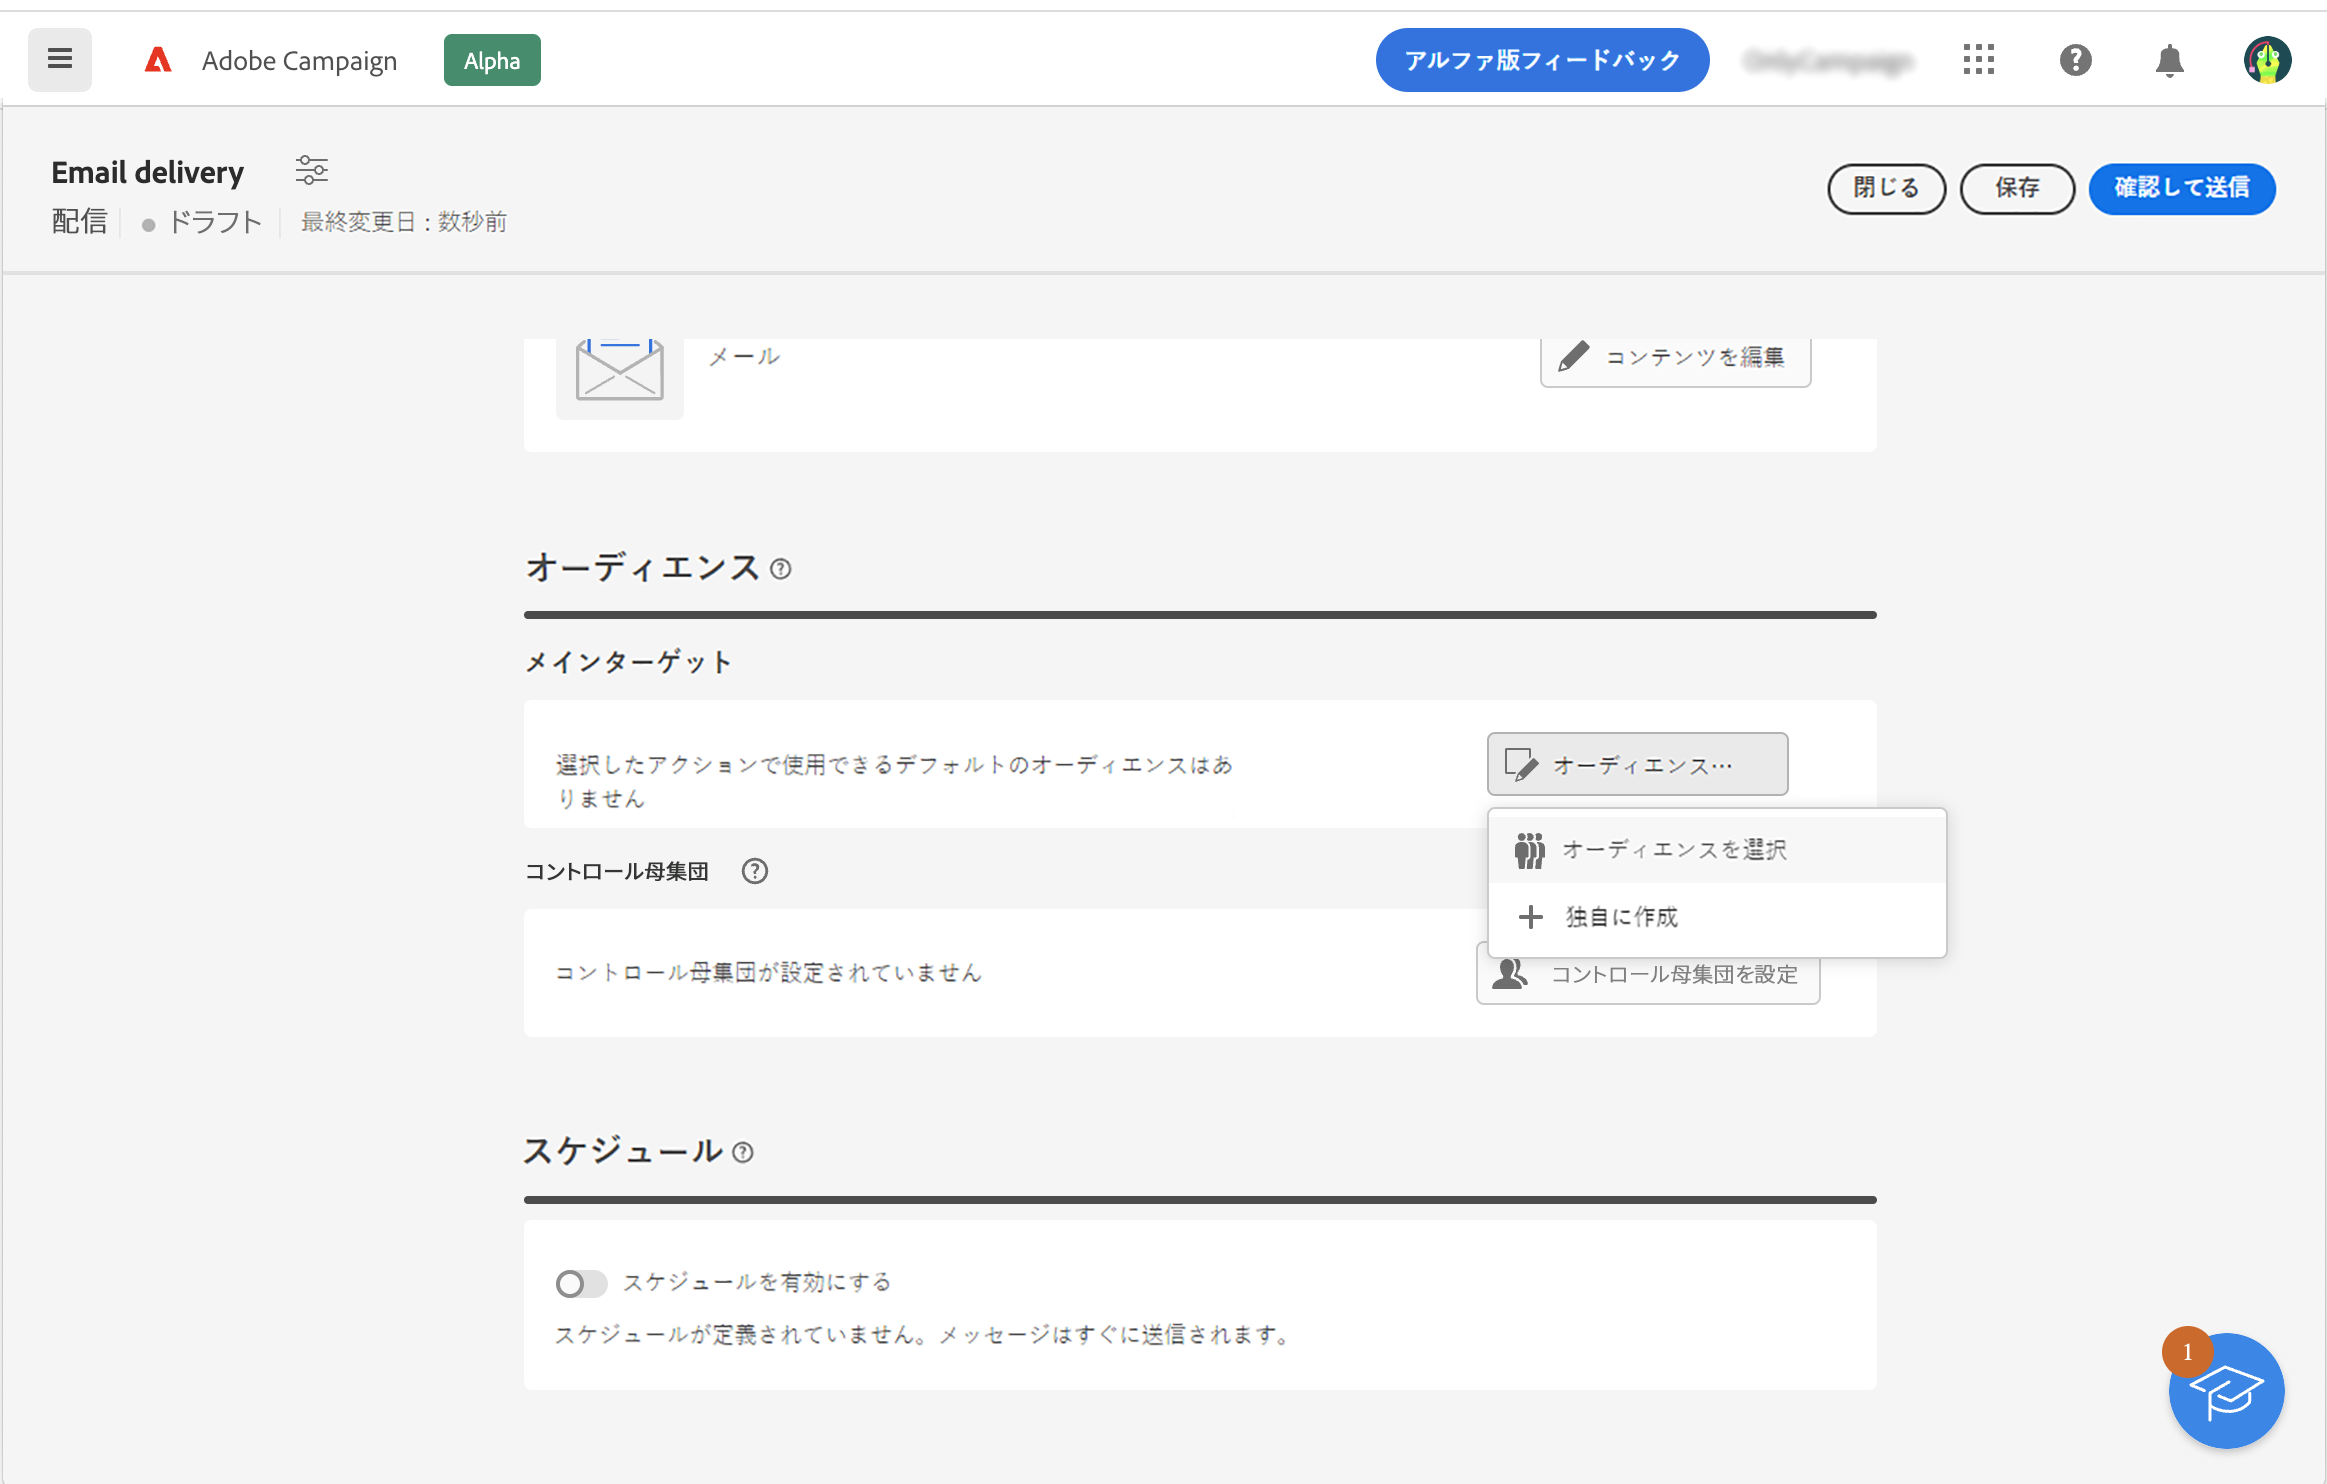 Adobe Campaign
Alpha
アルファ版フィードバック
Email delivery
配信
ドラフト
最終変更日 : 数秒前
閉じる
保存
確認して送信
メール
コンテンツを編集
オーディエンス
メインターゲット
選択したアクションで使用できるデフォルトのオーディエンスはあ
りません
オーディエンス…
オーディエンスを選択
独自に作成
コントロール母集団
コントロール母集団が設定されていません
コントロール母集団を設定
スケジュール
スケジュールを有効にする
スケジュールが定義されていません。メッセージはすぐに送信されます。
1